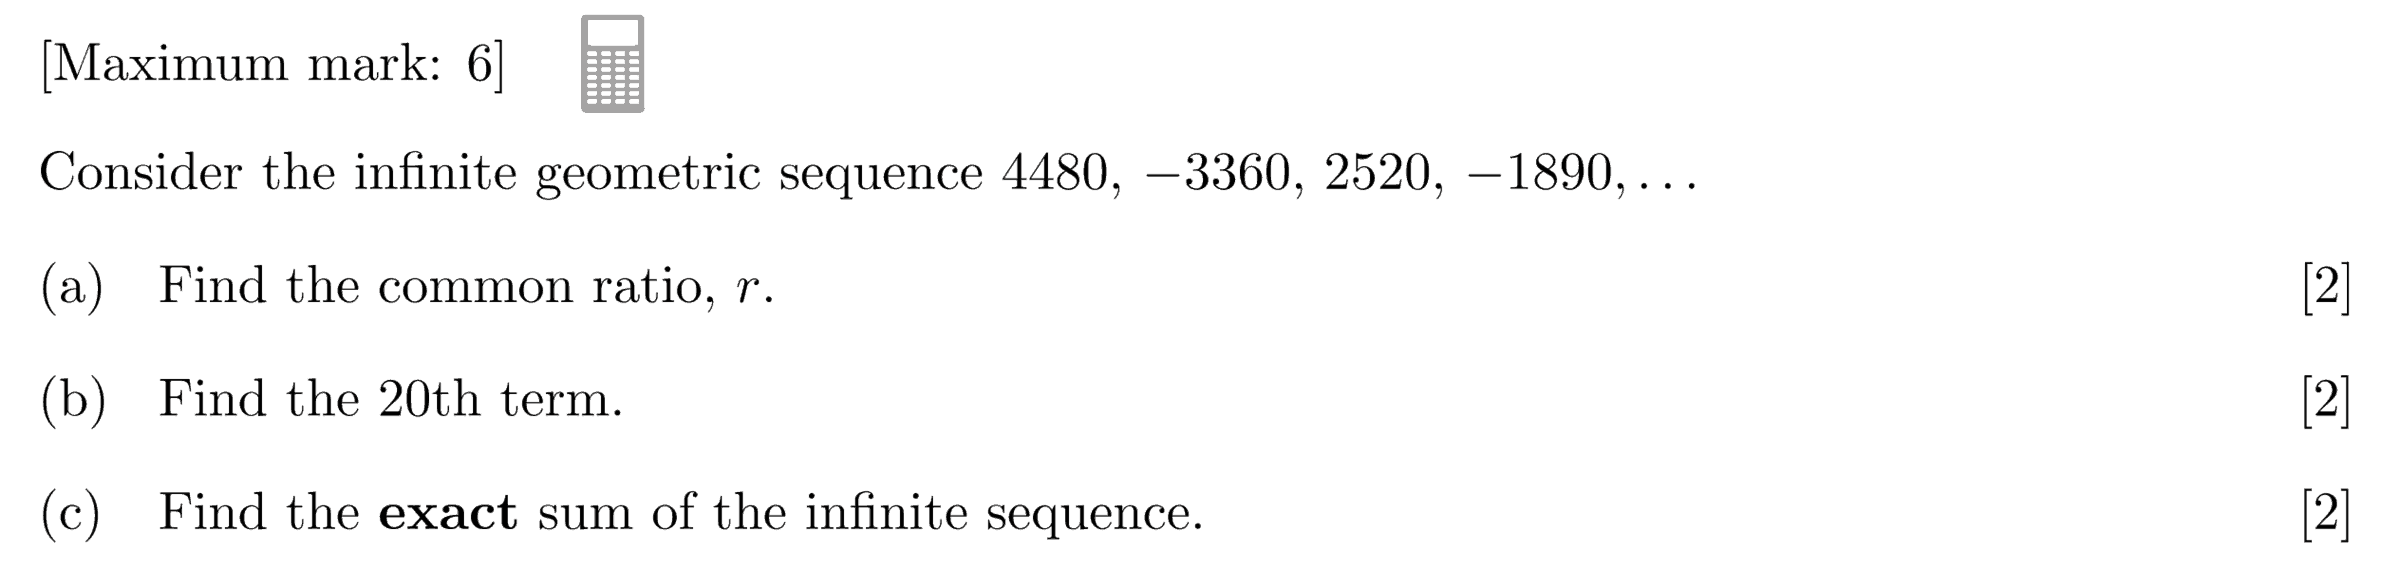 [Maximum mark: 6]
Consider the infinite geometric sequence 4480, −3360, 2520, −1890, . . .
(a) Find the common ratio, r. [2]
(b) Find the 20th term. [2]
(c) Find the exact sum of the infinite sequence. [2]